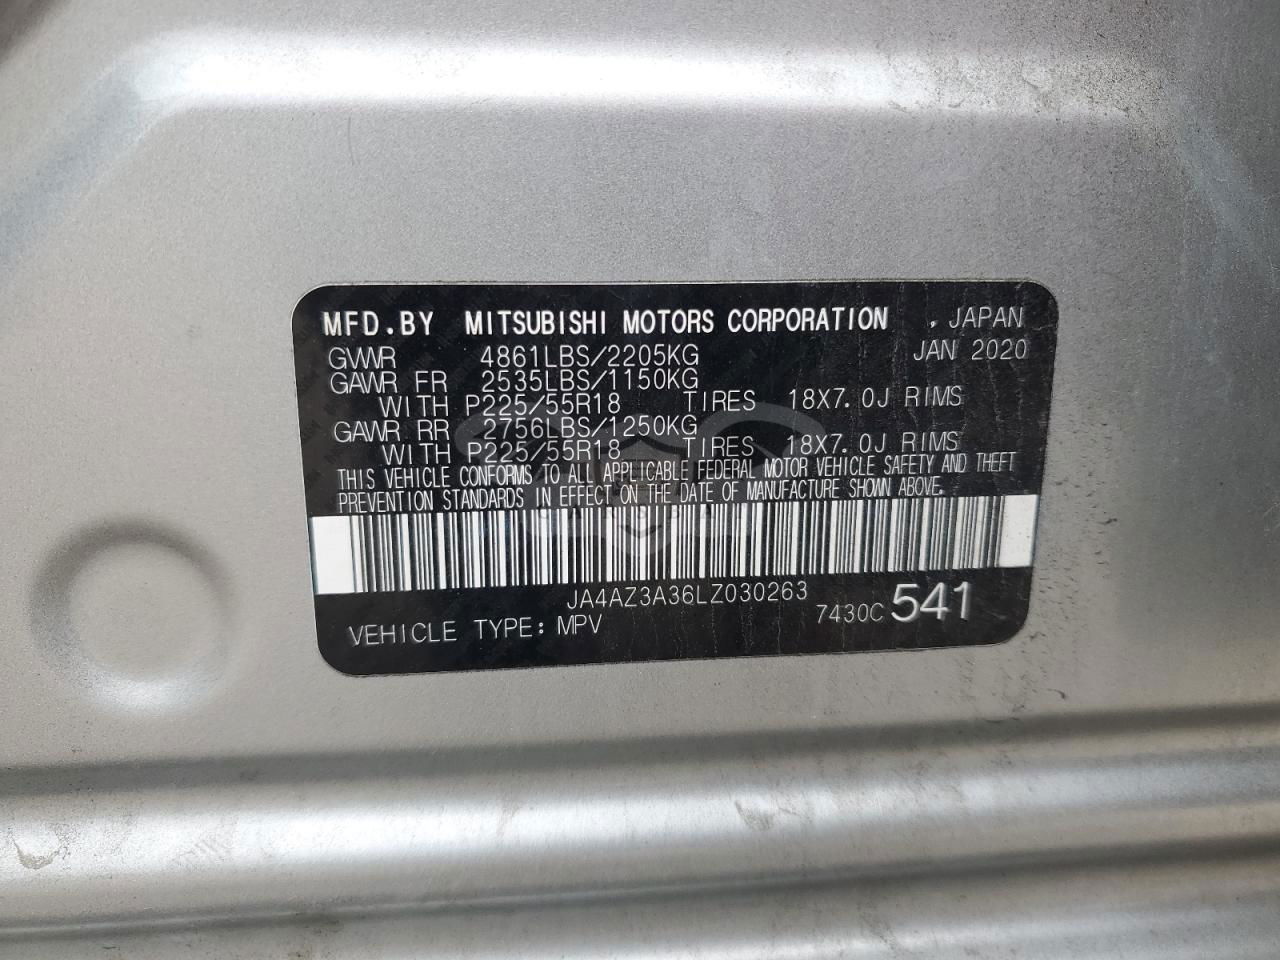 MFD.BY MITSUBISHI MOTORS CORPORATION , JAPAN
GVWR 4861LBS/2205KG JAN 2020
GAWR FR 2535LBS/1150KG
WITH P225/55R18 TIRES 18X7.0J RIMS
GAWR RR 2756LBS/1250KG
WITH P225/55R18 TIRES 18X7.0J RIMS
THIS VEHICLE CONFORMS TO ALL APPLICABLE FEDERAL MOTOR VEHICLE SAFETY AND THEFT
PREVENTION STANDARDS IN EFFECT ON THE DATE OF MANUFACTURE SHOWN ABOVE.
JA4AZ3A36LZ030263
VEHICLE TYPE: MPV 7430C 541